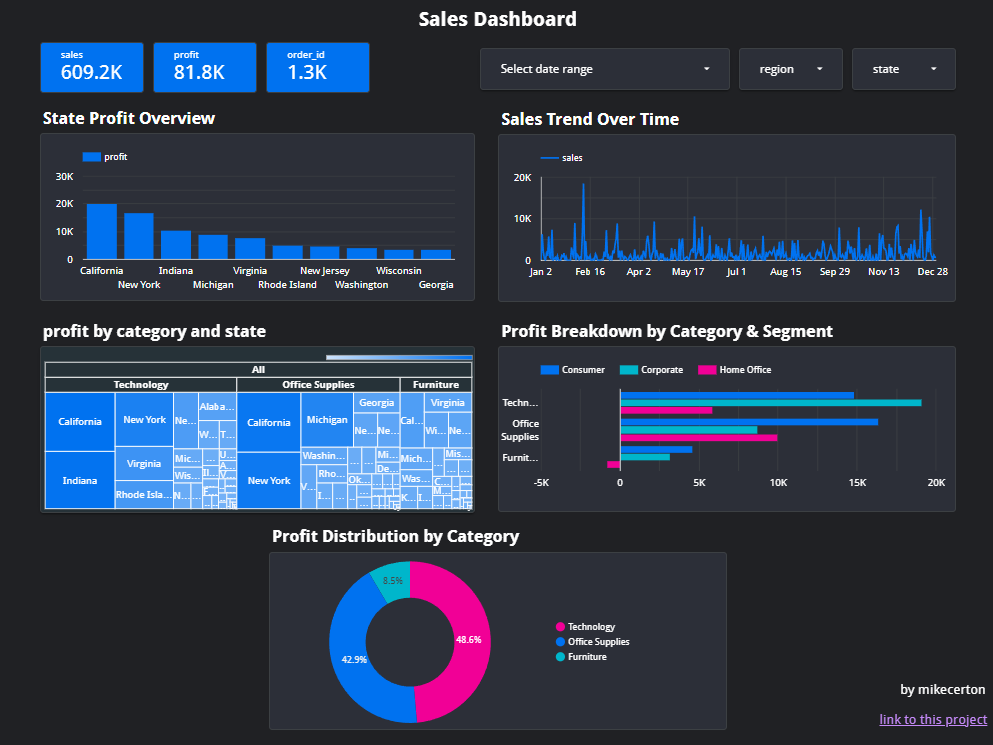 Sales Dashboard
sales
609.2K
profit
81.8K
order_id
1.3K
Select date range
region
state
State Profit Overview
profit
30K
20K
10K
0
California
Indiana
Virginia
New Jersey
Wisconsin
New York
Michigan
Rhode Island
Washington
Georgia
Sales Trend Over Time
sales
20K
10K
0
Jan 2
Feb 16
Apr 2
May 17
Jul 1
Aug 15
Sep 29
Nov 13
Dec 28
profit by category and state
All
Technology
Office Supplies
Furniture
California
New York
Ne...
Alaba...
W...
T...
Indiana
Virginia
Rhode Isla...
Mic...
Wis...
N...
California
Michigan
Georgia
Ne...
Ne...
New York
Washin...
Rho...
V...
I...
Ok...
Mi...
De...
Cal...
Virginia
Wi...
Ne...
Mich...
Mis...
Was...
K...
I...
C...
M...
Profit Breakdown by Category & Segment
Consumer
Corporate
Home Office
Techn...
Office
Supplies
Furnit...
-5K
0
5K
10K
15K
20K
Profit Distribution by Category
8.5%
48.6%
42.9%
Technology
Office Supplies
Furniture
by mikecerton
link to this project